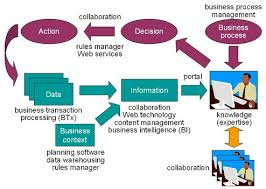 business process
management
collaboration
Action
Decision
Business
process
rules manager
Web services
portal
Data
Information
business transaction
processing (BTx)
collaboration
Web technology
content management
business intelligence (BI)
knowledge
(expertise)
Business
context
planning software
data warehousing
rules manager
collaboration